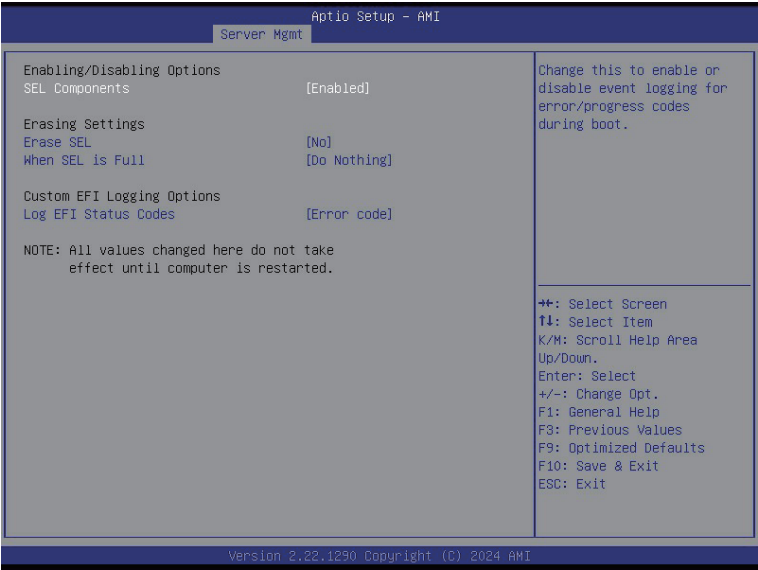 Aptio Setup – AMI
Server Mgmt
Enabling/Disabling Options
SEL Components [Enabled]
Erasing Settings
Erase SEL [No]
When SEL is Full [Do Nothing]
Custom EFI Logging Options
Log EFI Status Codes [Error code]
NOTE: All values changed here do not take
effect until computer is restarted.
Change this to enable or
disable event logging for
error/progress codes
during boot.
→←: Select Screen
↑↓: Select Item
K/M: Scroll Help Area
Up/Down.
Enter: Select
+/-: Change Opt.
F1: General Help
F3: Previous Values
F9: Optimized Defaults
F10: Save & Exit
ESC: Exit
Version 2.22.1290 Copyright (C) 2024 AMI